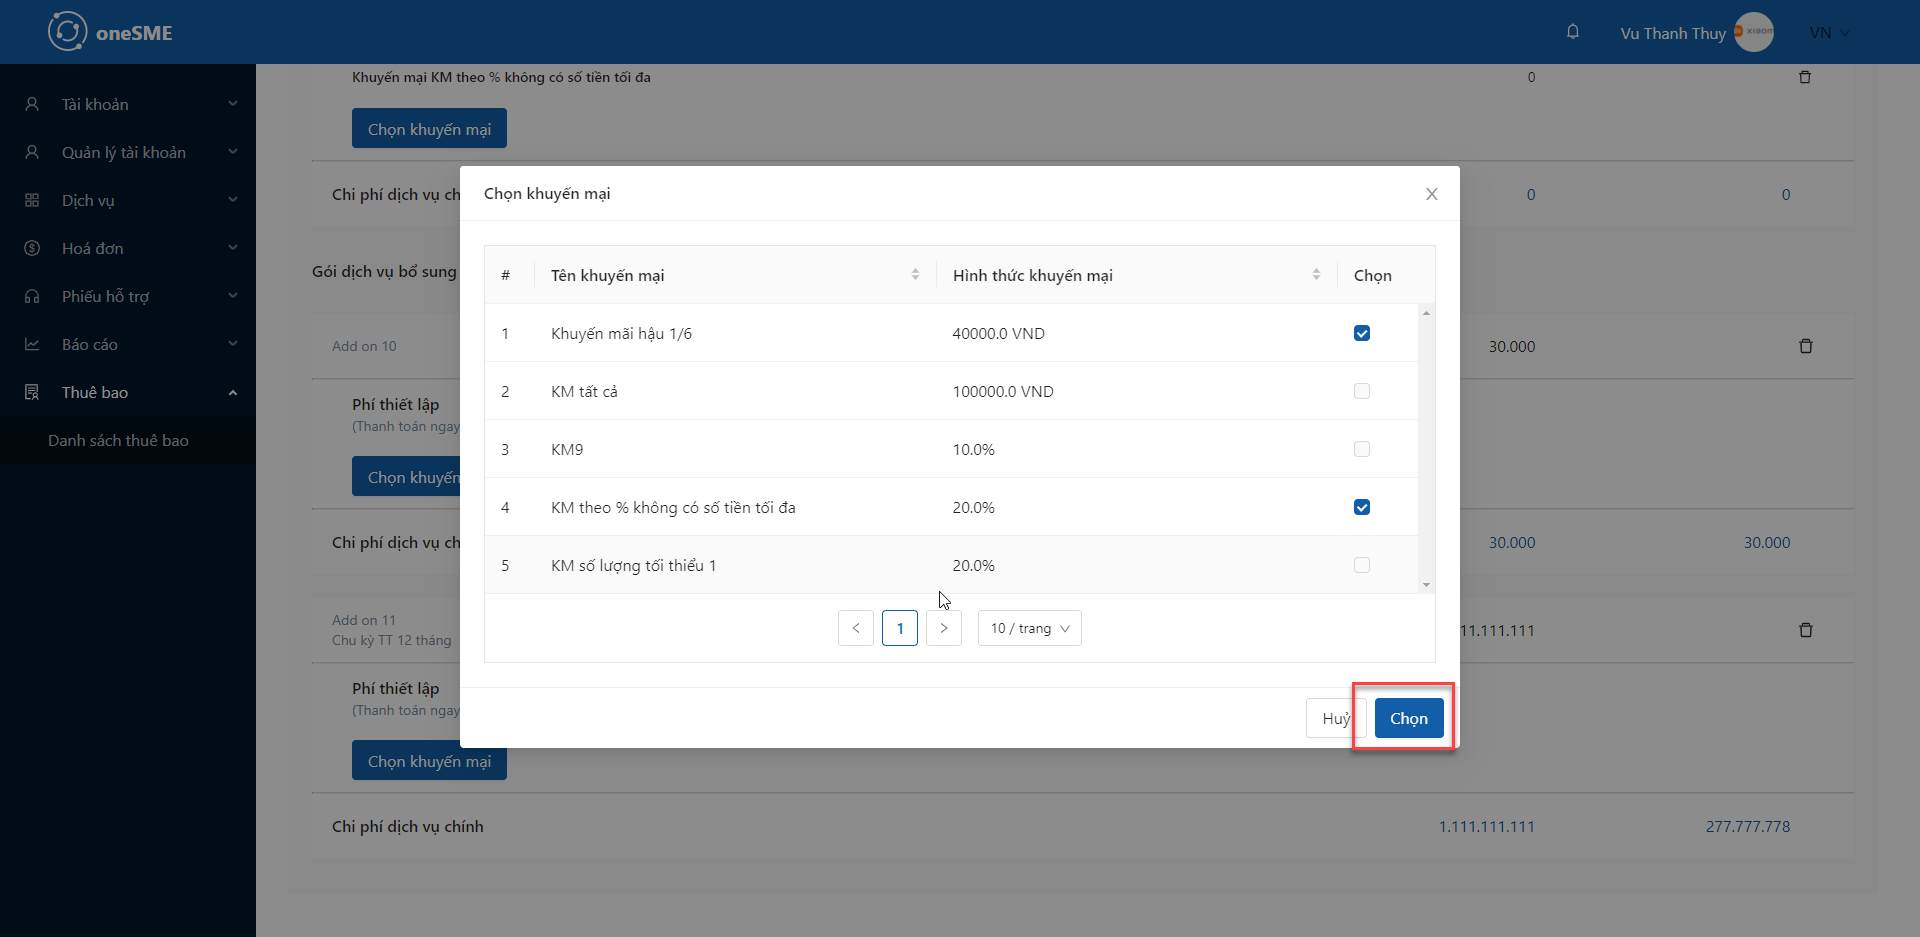 oneSME
Vu Thanh Thuy
xiaom
VN
Tài khoản
Quản lý tài khoản
Dịch vụ
Hoá đơn
Phiếu hỗ trợ
Báo cáo
Thuê bao
Danh sách thuê bao
Khuyến mại KM theo % không có số tiền tối đa 0
Chọn khuyến mại
Chi phí dịch vụ ch 0 0
Gói dịch vụ bổ sung
Add on 10 30.000
Phí thiết lập
(Thanh toán ngay
Chọn khuyến
Chi phí dịch vụ ch 30.000 30.000
Add on 11
Chu kỳ TT 12 tháng
11.111.111
Phí thiết lập
(Thanh toán ngay
Chọn khuyến mại
Chi phí dịch vụ chính 1.111.111.111 277.777.778
Chọn khuyến mại
# Tên khuyến mại Hình thức khuyến mại Chọn
1 Khuyến mãi hậu 1/6 40000.0 VND
2 KM tất cả 100000.0 VND
3 KM9 10.0%
4 KM theo % không có số tiền tối đa 20.0%
5 KM số lượng tối thiểu 1 20.0%
< 1 > 10 / trang
Huỷ Chọn